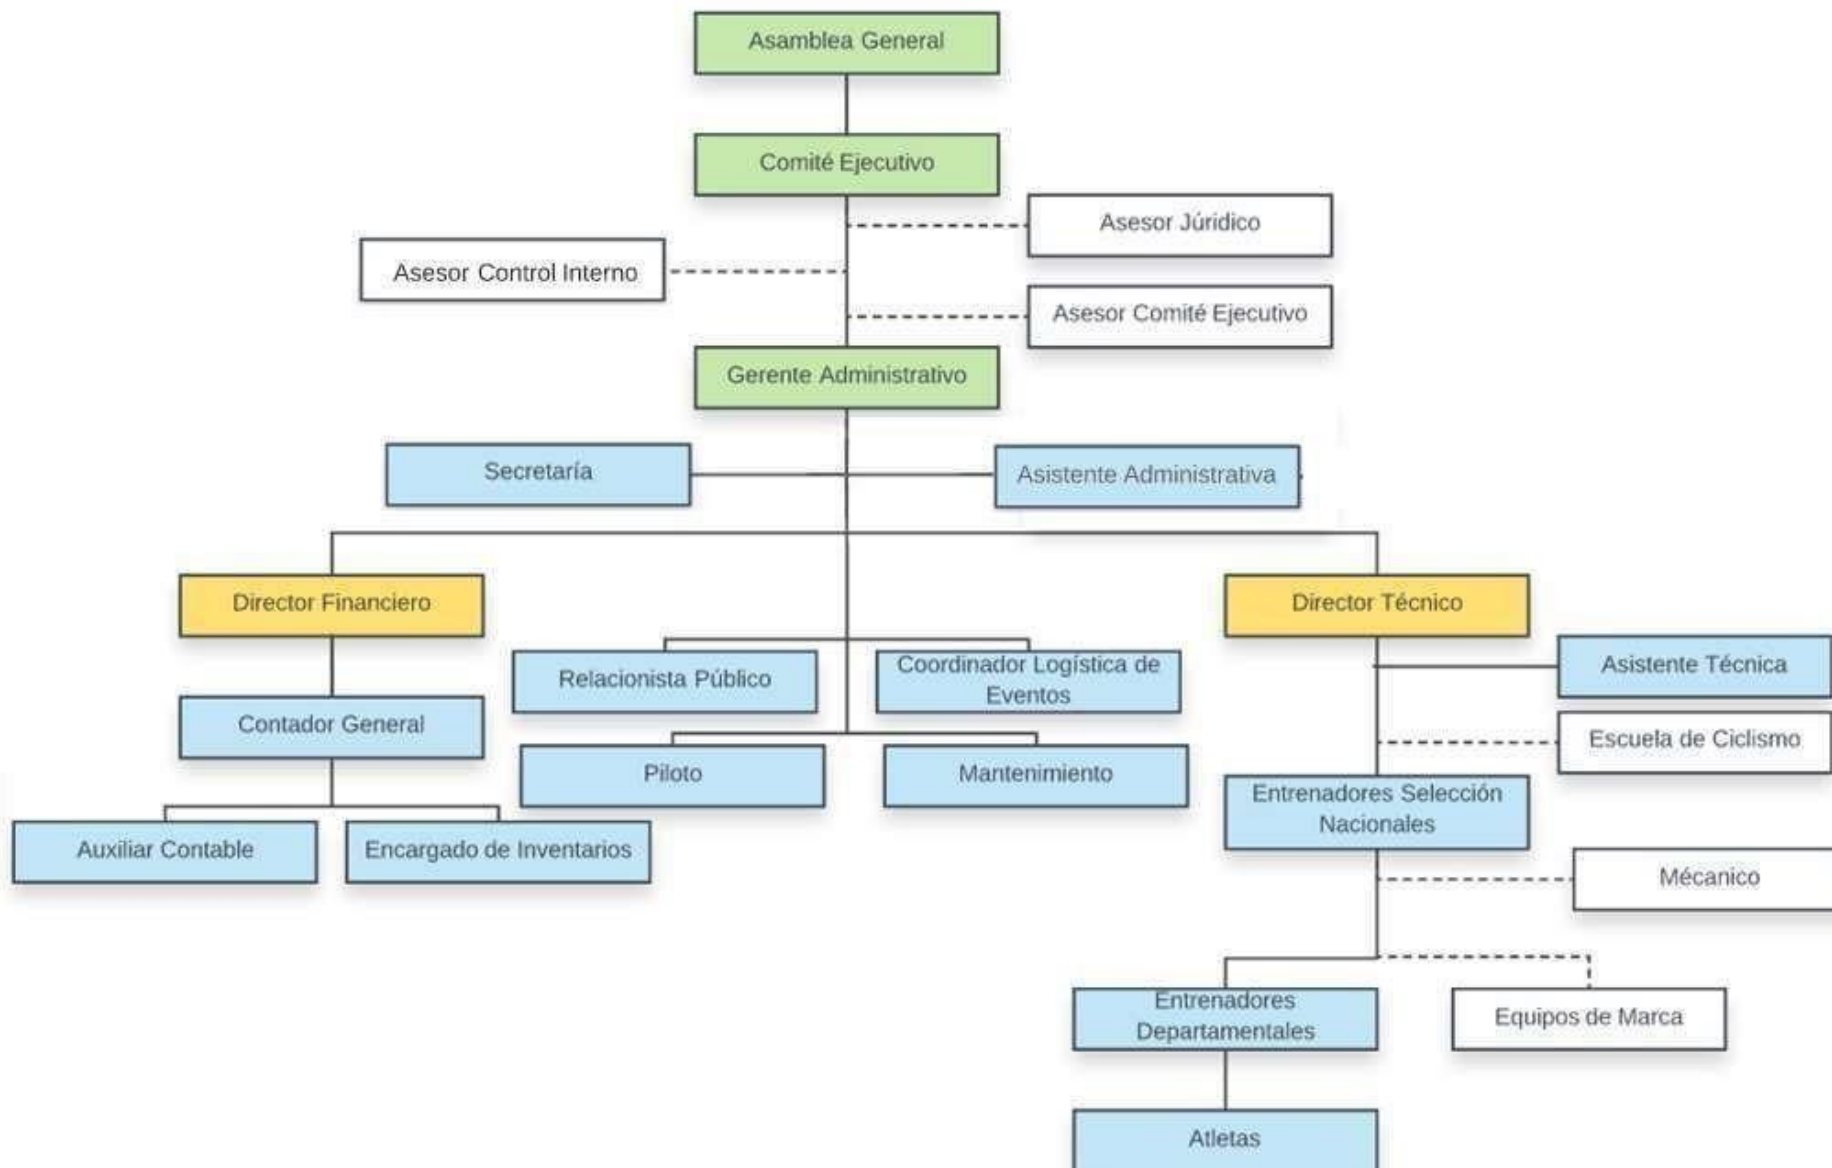 Asamblea General
Comité Ejecutivo
Asesor Júridico
Asesor Control Interno
Asesor Comité Ejecutivo
Gerente Administrativo
Secretaría
Asistente Administrativa
Director Financiero
Director Técnico
Relacionista Público
Coordinador Logística de
Eventos
Asistente Técnica
Contador General
Escuela de Ciclismo
Piloto
Mantenimiento
Entrenadores Selección
Nacionales
Auxiliar Contable
Encargado de Inventarios
Mécanico
Entrenadores
Departamentales
Equipos de Marca
Atletas